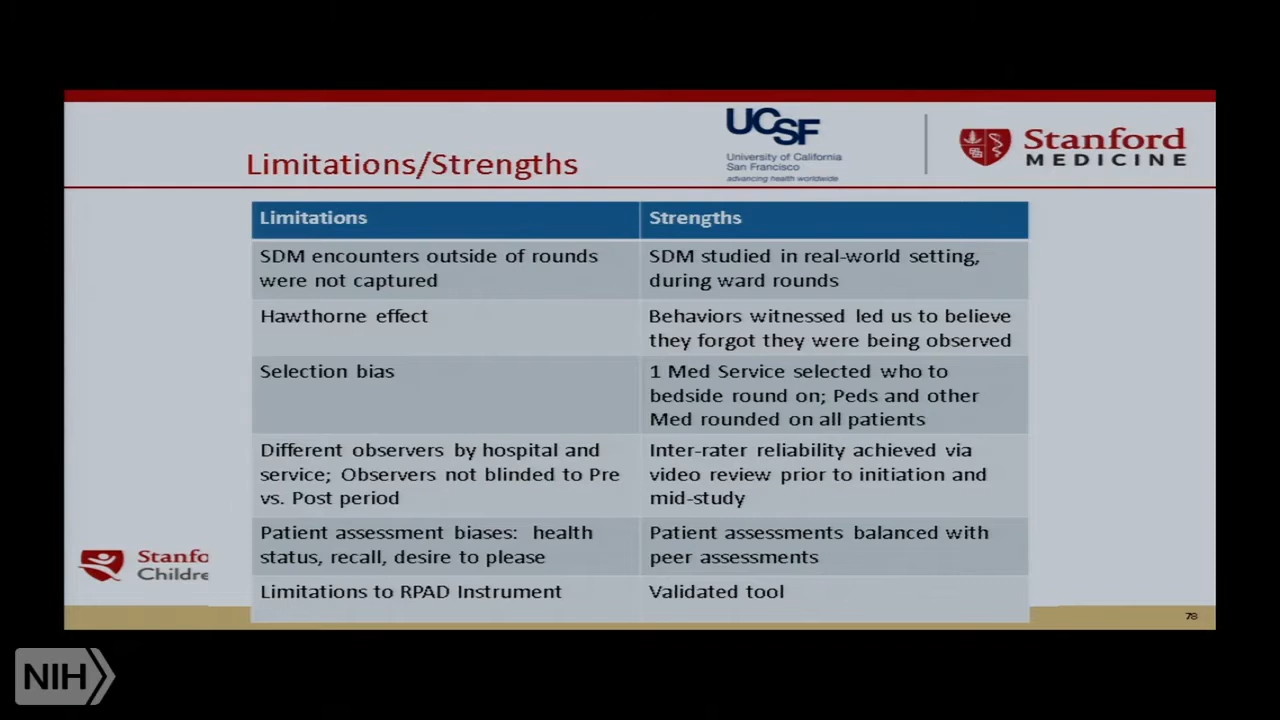 UCSF
University of California
San Francisco
advancing health worldwide
Stanford
MEDICINE
Limitations/Strengths
Limitations
Strengths
SDM encounters outside of rounds
were not captured
SDM studied in real-world setting,
during ward rounds
Hawthorne effect
Behaviors witnessed led us to believe
they forgot they were being observed
Selection bias
1 Med Service selected who to
bedside round on; Peds and other
Med rounded on all patients
Different observers by hospital and
service; Observers not blinded to Pre
vs. Post period
Inter-rater reliability achieved via
video review prior to initiation and
mid-study
Patient assessment biases: health
status, recall, desire to please
Patient assessments balanced with
peer assessments
Limitations to RPAD Instrument
Validated tool
Stanfo
Childre
78
NIH